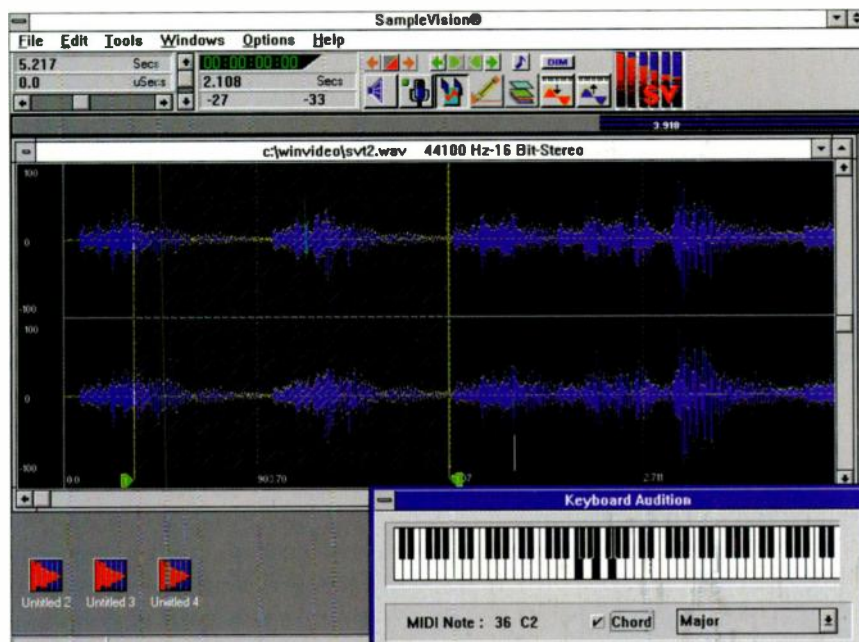 SampleVision®
File Edit Tools Windows Options Help
5.217 Secs
00:00:00:00
DIM
0.0 uSecs
2.108 Secs
-27 -33
SV
3.910
c:\winvideo\svt2.wav 44100 Hz-16 Bit-Stereo
100
0
-100
100
0
-100
0.0
2.711
Keyboard Audition
Untitled 2 Untitled 3 Untitled 4
MIDI Note : 36 C2 Chord Major